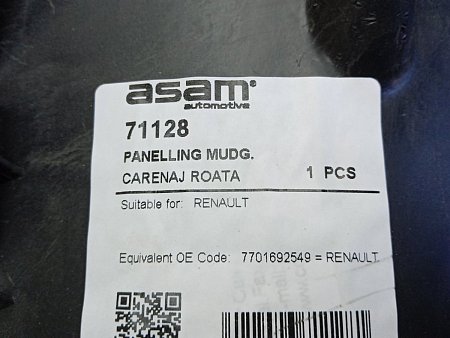 asam®
automotive
71128
PANELLING MUDG.
CARENAJ ROATA 1 PCS
Suitable for: RENAULT
Equivalent OE Code: 7701692549 = RENAULT